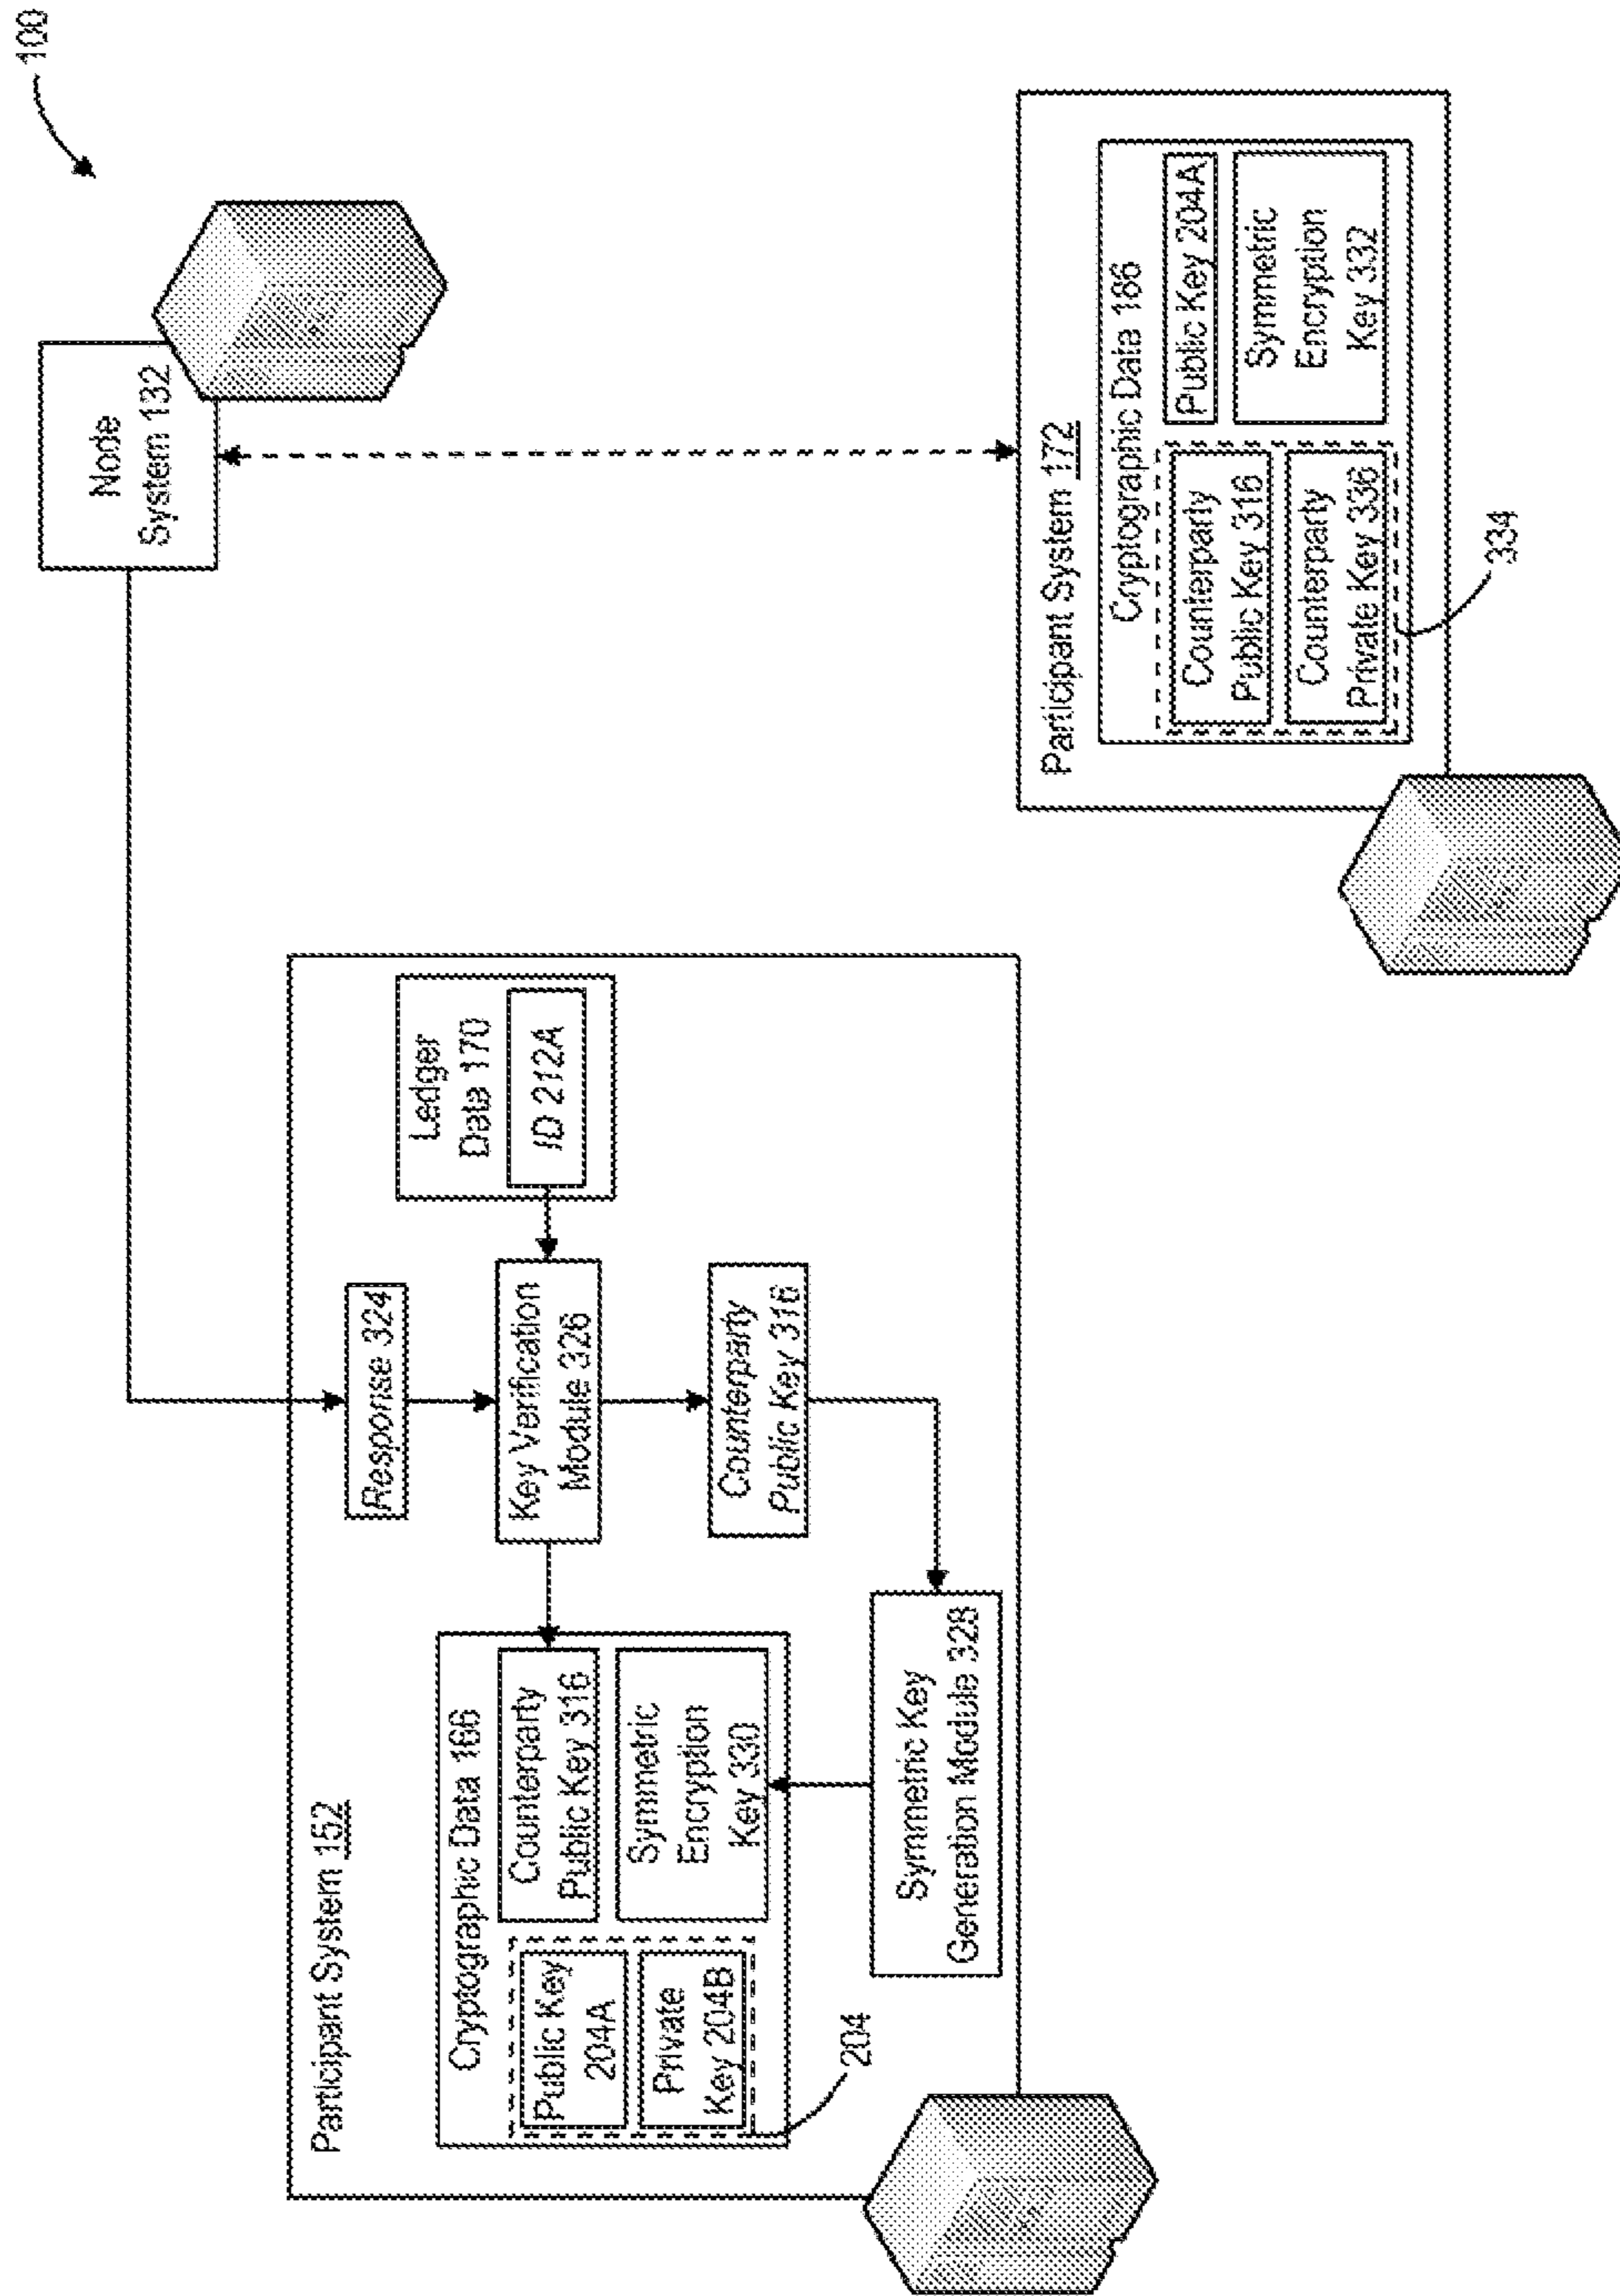 100
Participant System 152
Cryptographic Data 166
Public Key
204A
Private
Key 204B
Counterparty
Public Key 316
Symmetric
Encryption
Key 330
204
Symmetric Key
Generation Module 328
Response 324
Key Verification
Module 326
Counterparty
Public Key 316
Ledger
Data 170
ID 212A
Node
System 132
Participant System 172
Cryptographic Data 186
Counterparty
Public Key 316
Counterparty
Private Key 336
Public Key 204A
Symmetric
Encryption
Key 332
334